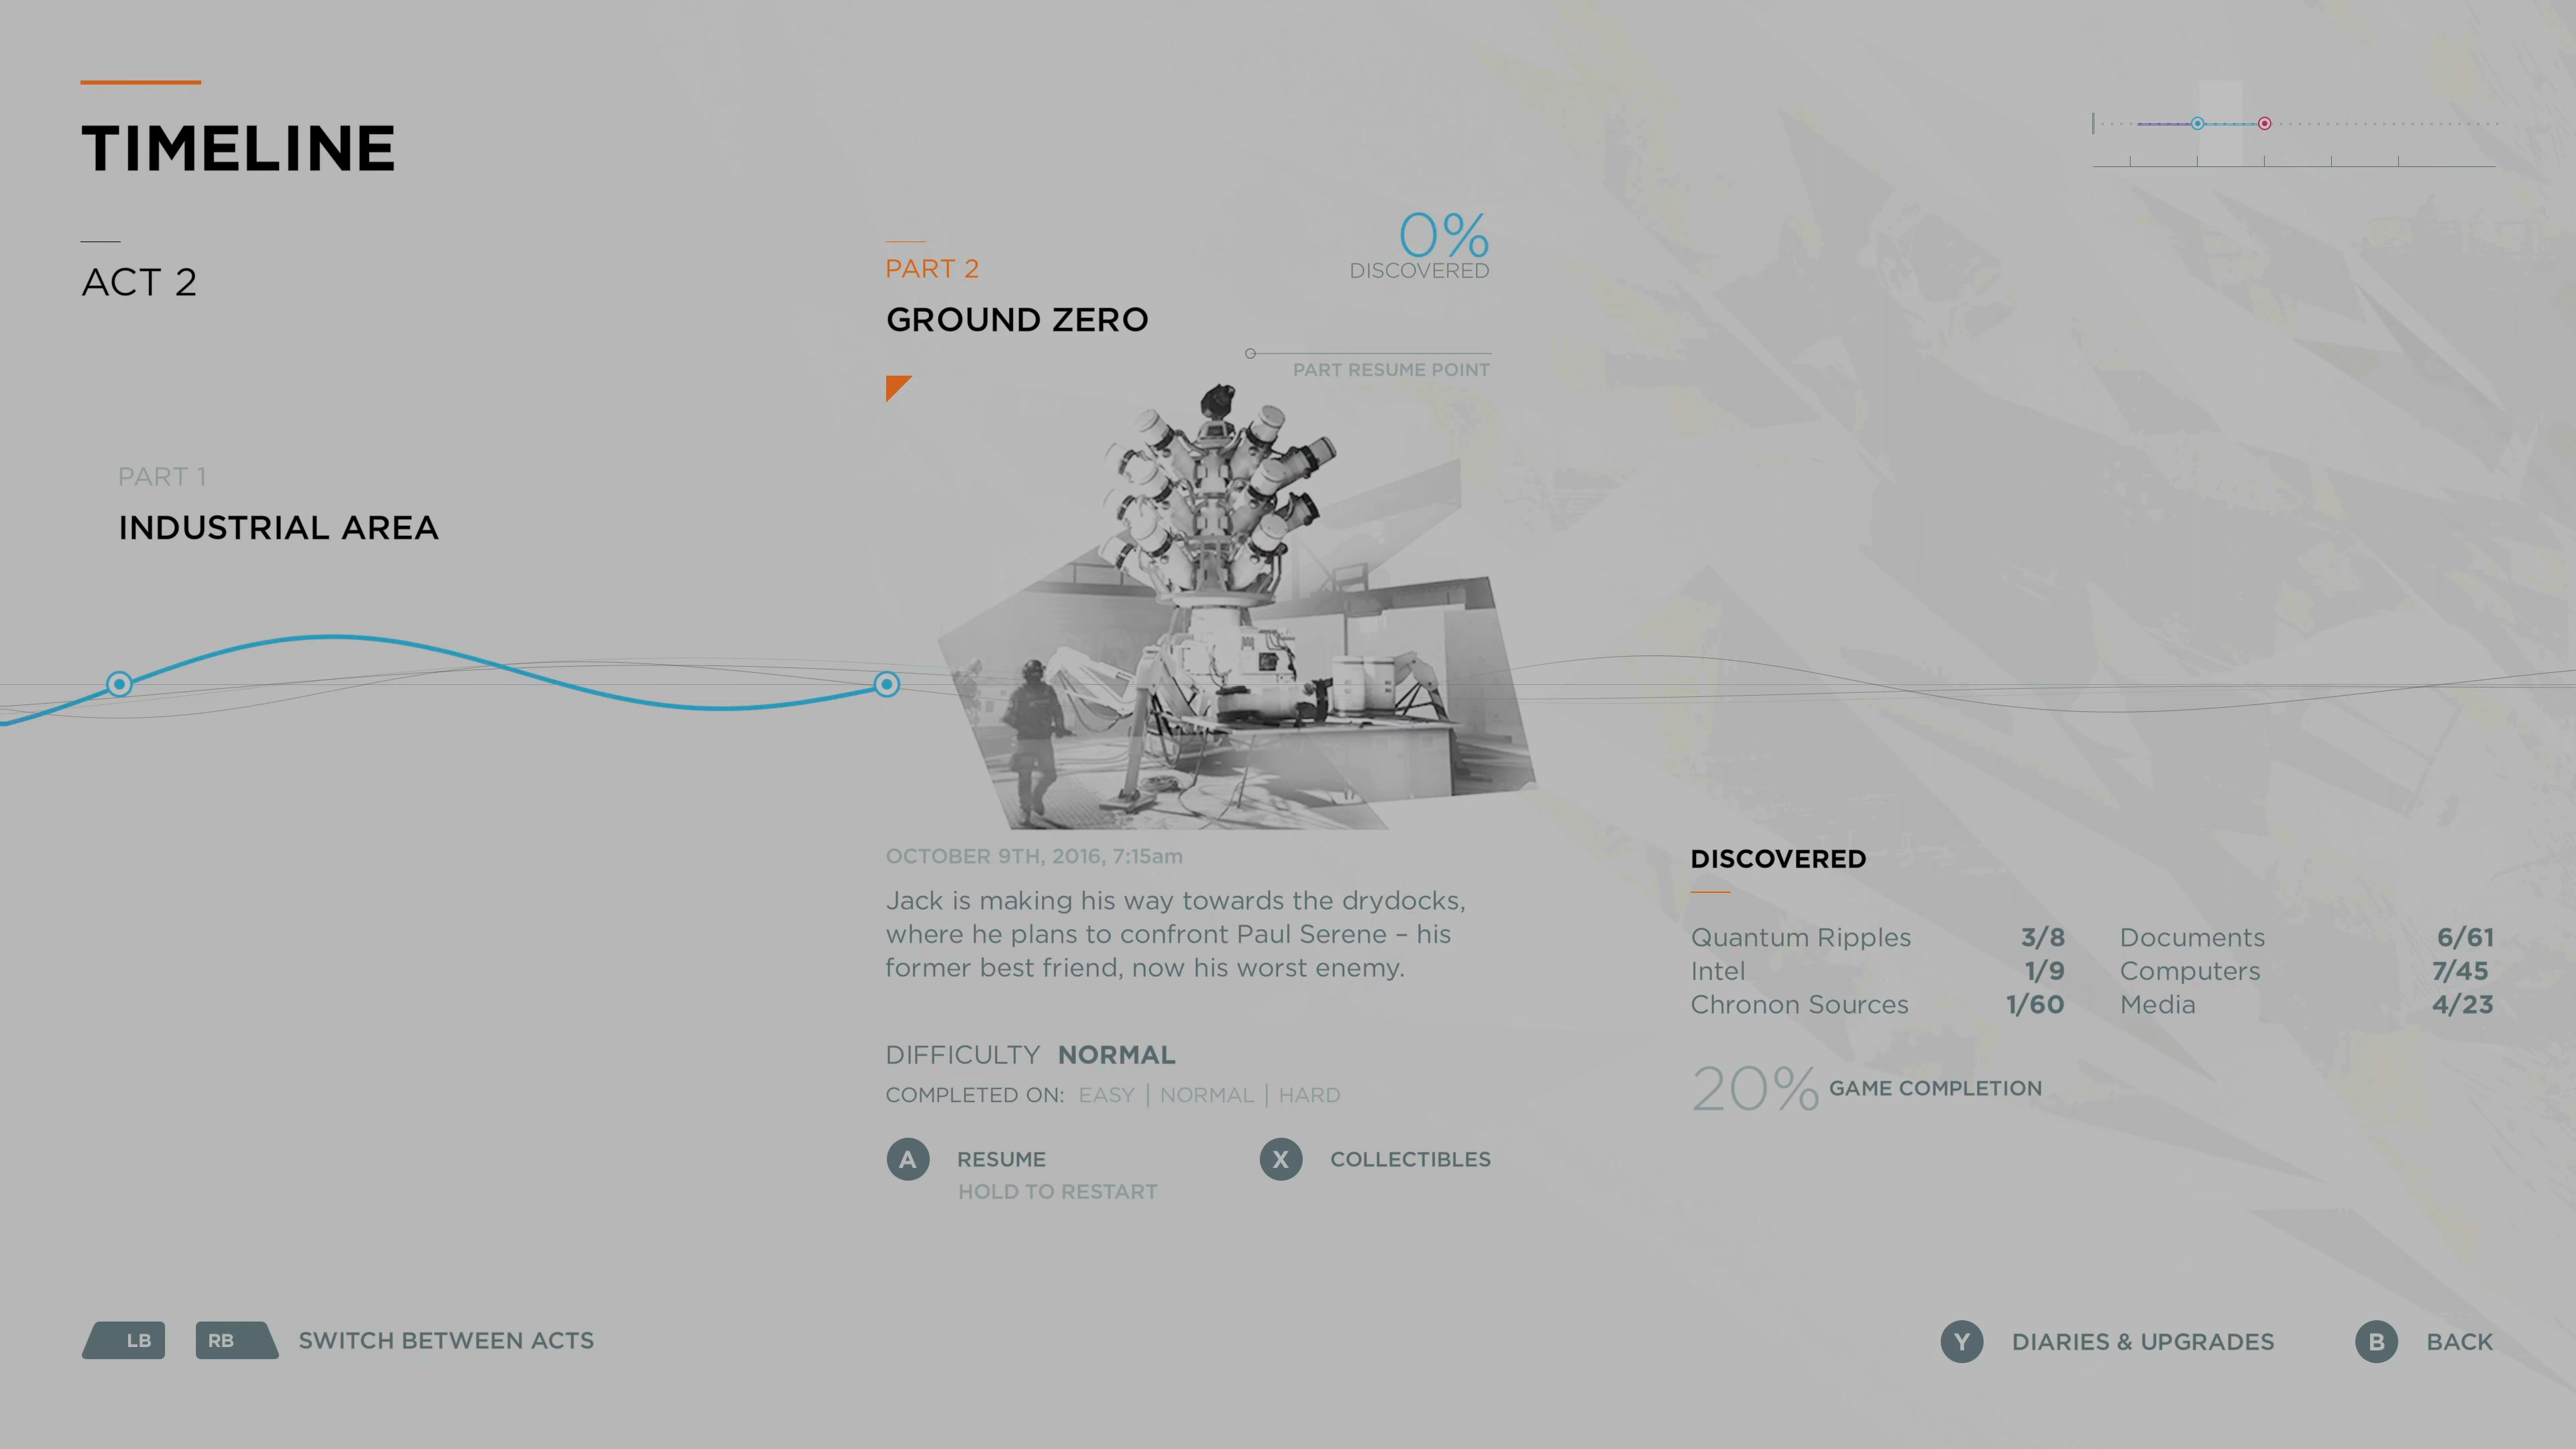 TIMELINE
ACT 2
PART 1
INDUSTRIAL AREA
PART 2
GROUND ZERO
0%
DISCOVERED
PART RESUME POINT
OCTOBER 9TH, 2016, 7:15am
Jack is making his way towards the drydocks,
where he plans to confront Paul Serene – his
former best friend, now his worst enemy.
DIFFICULTY NORMAL
COMPLETED ON: EASY | NORMAL | HARD
A RESUME
HOLD TO RESTART
X COLLECTIBLES
DISCOVERED
Quantum Ripples 3/8 Documents 6/61
Intel 1/9 Computers 7/45
Chronon Sources 1/60 Media 4/23
20% GAME COMPLETION
LB RB SWITCH BETWEEN ACTS
Y DIARIES & UPGRADES B BACK